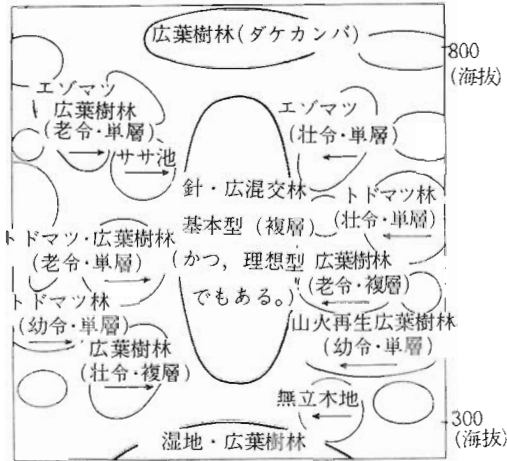 広葉樹林(ダケカンバ)
800
(海抜)
エゾマツ
広葉樹林
(老令・単層)
ササ池
エゾマツ
(壮令・単層)
針・広混交林
基本型(複層)
(かつ,理想型
でもある。)
トドマツ林
(壮令・単層)
トドマツ・広葉樹林
(老令・単層)
広葉樹林
(老令・複層)
トドマツ林
(幼令・単層)
山火再生広葉樹林
(幼令・単層)
広葉樹林
(壮令・複層)
無立木地
300
(海抜)
湿地・広葉樹林